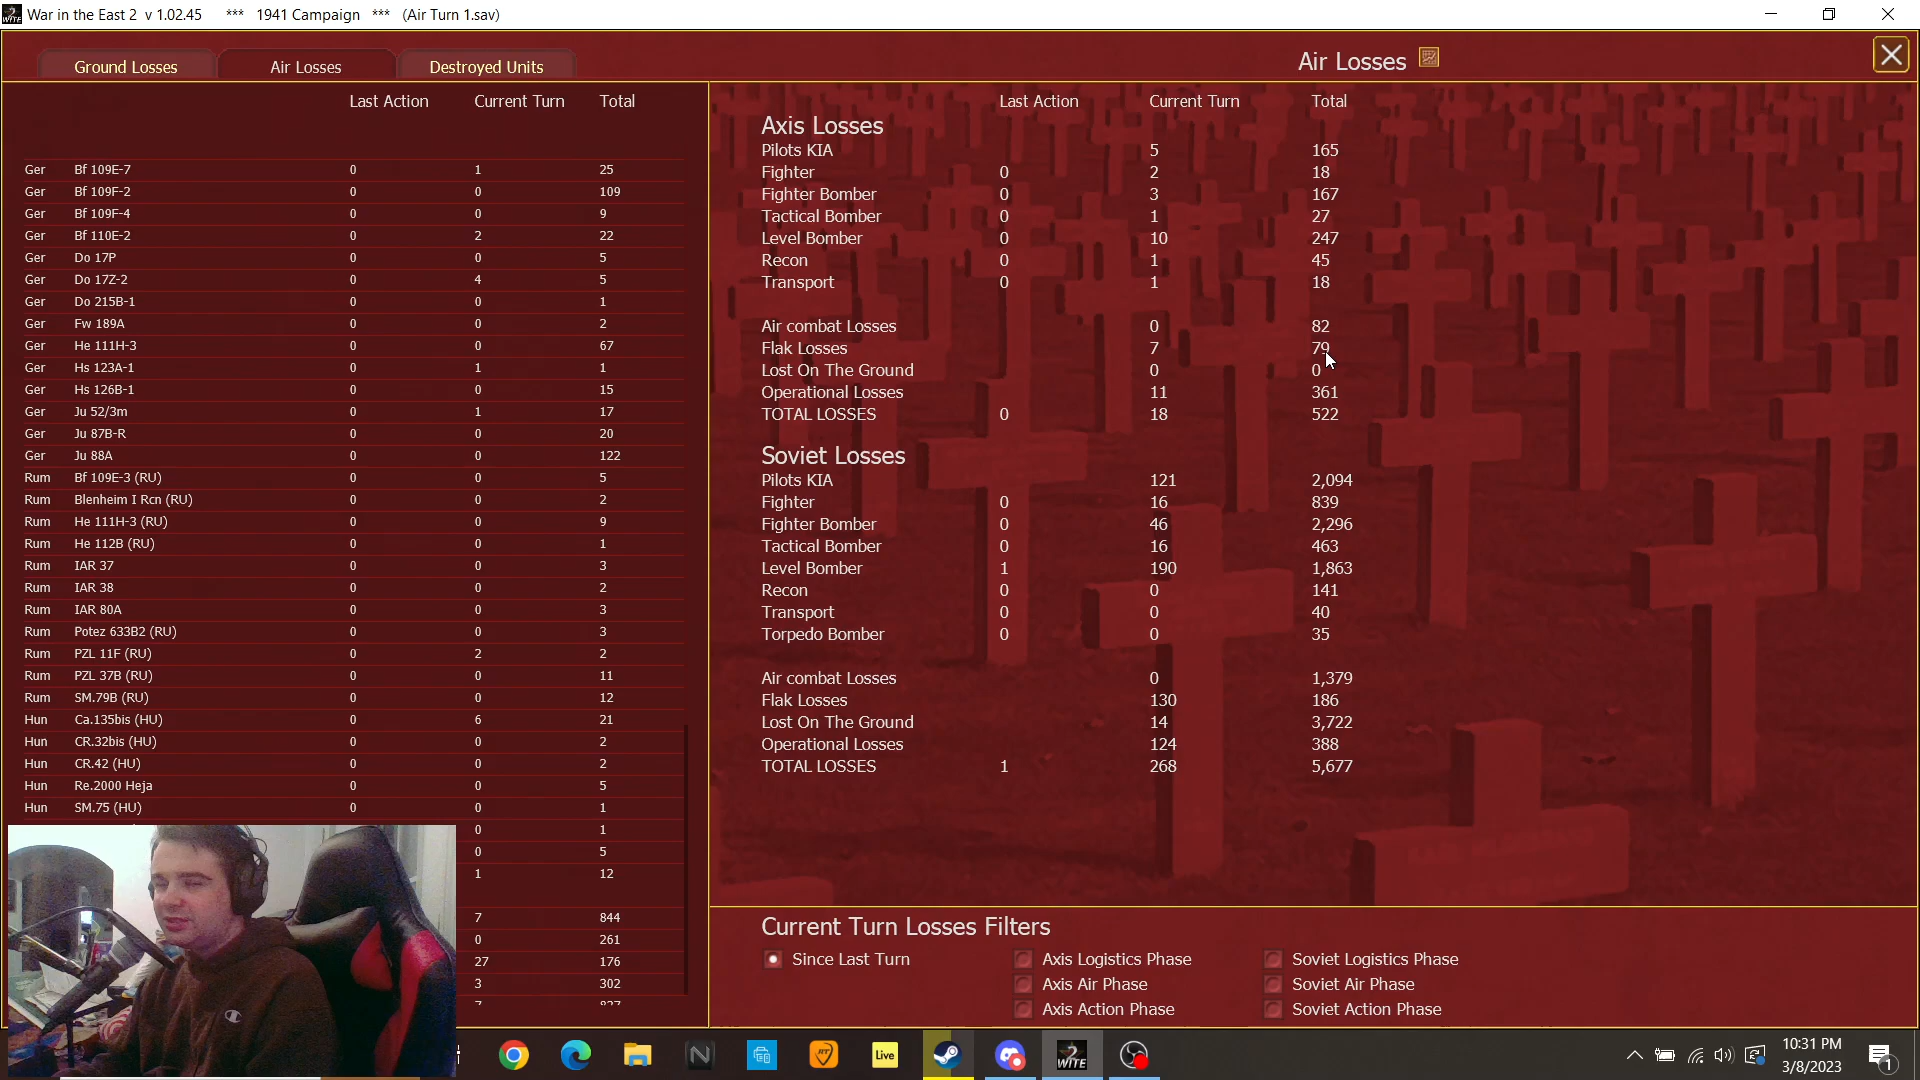 War in the East 2 v 1.02.45 *** 1941 Campaign *** (Air Turn 1.sav)
Ground Losses Air Losses Destroyed Units Air Losses
Last Action Current Turn Total
Ger Bf 109E-7 0 1 25
Ger Bf 109F-2 0 0 109
Ger Bf 109F-4 0 0 9
Ger Bf 110E-2 0 2 22
Ger Do 17P 0 0 5
Ger Do 17Z-2 0 4 5
Ger Do 215B-1 0 0 1
Ger Fw 189A 0 0 2
Ger He 111H-3 0 0 67
Ger Hs 123A-1 0 1 1
Ger Hs 126B-1 0 0 15
Ger Ju 52/3m 0 1 17
Ger Ju 87B-R 0 0 20
Ger Ju 88A 0 0 122
Rum Bf 109E-3 (RU) 0 0 5
Rum Blenheim I Rcn (RU) 0 0 2
Rum He 111H-3 (RU) 0 0 9
Rum He 112B (RU) 0 0 1
Rum IAR 37 0 0 3
Rum IAR 38 0 0 2
Rum IAR 80A 0 0 3
Rum Potez 633B2 (RU) 0 0 3
Rum PZL 11F (RU) 0 2 2
Rum PZL 37B (RU) 0 0 11
Rum SM.79B (RU) 0 0 12
Hun Ca.135bis (HU) 0 6 21
Hun CR.32bis (HU) 0 0 2
Hun CR.42 (HU) 0 0 2
Hun Re.2000 Heja 0 0 5
Hun SM.75 (HU) 0 0 1
0 1
0 5
1 12
7 844
0 261
27 176
3 302
Last Action Current Turn Total
Axis Losses
Pilots KIA 5 165
Fighter 0 2 18
Fighter Bomber 0 3 167
Tactical Bomber 0 1 27
Level Bomber 0 10 247
Recon 0 1 45
Transport 0 1 18
Air combat Losses 0 82
Flak Losses 7 79
Lost On The Ground 0 0
Operational Losses 11 361
TOTAL LOSSES 0 18 522
Soviet Losses
Pilots KIA 121 2,094
Fighter 0 16 839
Fighter Bomber 0 46 2,296
Tactical Bomber 0 16 463
Level Bomber 1 190 1,863
Recon 0 0 141
Transport 0 0 40
Torpedo Bomber 0 0 35
Air combat Losses 0 1,379
Flak Losses 130 186
Lost On The Ground 14 3,722
Operational Losses 124 388
TOTAL LOSSES 1 268 5,677
Current Turn Losses Filters
Since Last Turn Axis Logistics Phase Soviet Logistics Phase
Axis Air Phase Soviet Air Phase
Axis Action Phase Soviet Action Phase
Live
2
WITE
10:31 PM
3/8/2023
1